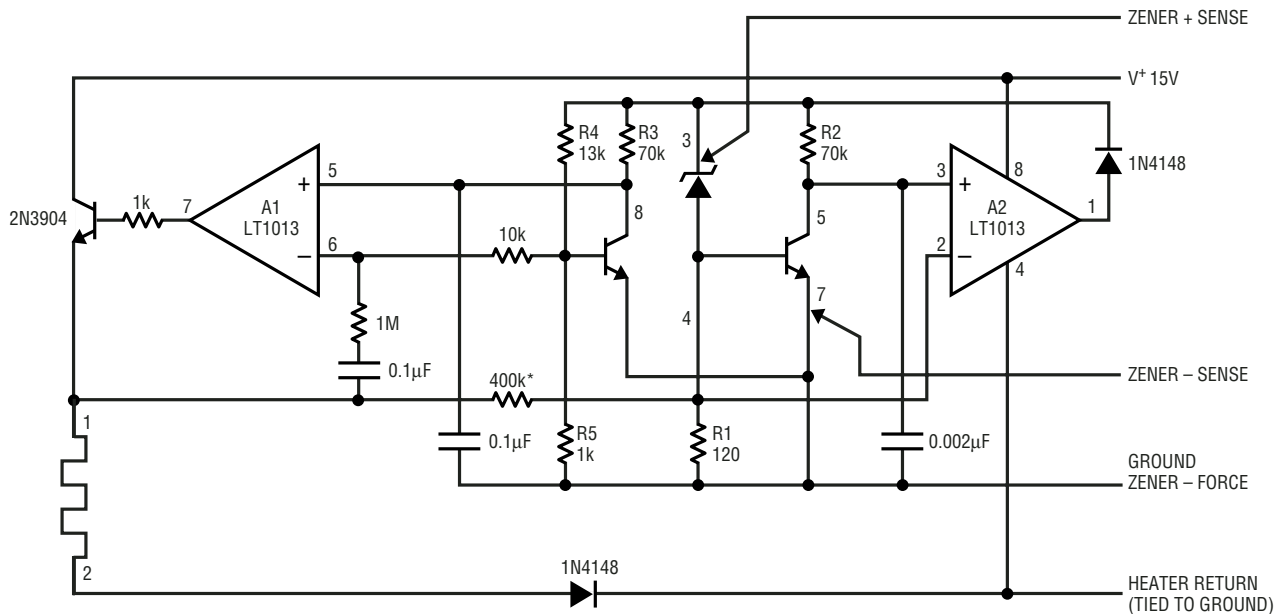 ZENER + SENSE
V+ 15V
R4
13k
R3
70k
3
R2
70k
1N4148
5
+
A1
LT1013
7
1k
2N3904
6
–
10k
8
5
3
+
8
A2
LT1013
1
2
–
4
7
4
1M
0.1µF
400k*
ZENER – SENSE
1
0.1µF
R5
1k
R1
120
0.002µF
GROUND
ZENER – FORCE
2
1N4148
HEATER RETURN
(TIED TO GROUND)